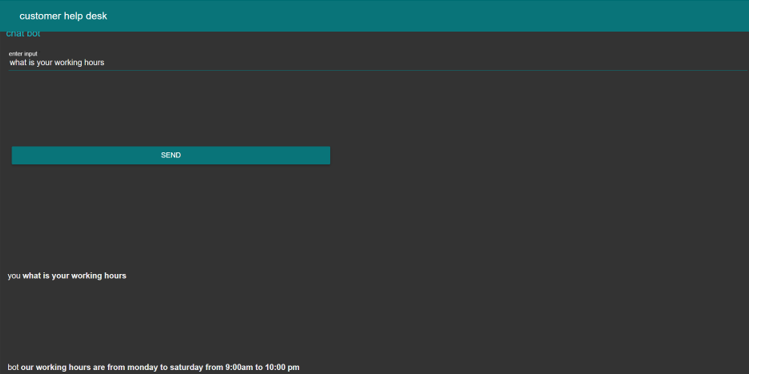 customer help desk
chat bot
enter input
what is your working hours
SEND
you what is your working hours
bot our working hours are from monday to saturday from 9:00am to 10:00 pm